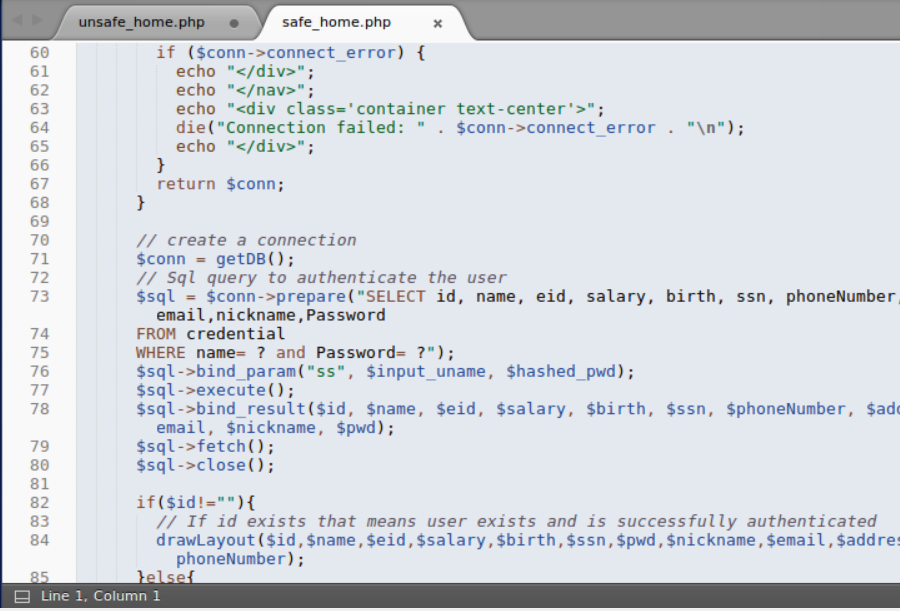 unsafe_home.php
safe_home.php
60 if ($conn->connect_error) {
61 echo "</div>";
62 echo "</nav>";
63 echo "<div class='container text-center'>";
64 die("Connection failed: " . $conn->connect_error . "\n");
65 echo "</div>";
66 }
67 return $conn;
68 }
69
70 // create a connection
71 $conn = getDB();
72 // Sql query to authenticate the user
73 $sql = $conn->prepare("SELECT id, name, eid, salary, birth, ssn, phoneNumber,
email,nickname,Password
74 FROM credential
75 WHERE name= ? and Password= ?");
76 $sql->bind_param("ss", $input_uname, $hashed_pwd);
77 $sql->execute();
78 $sql->bind_result($id, $name, $eid, $salary, $birth, $ssn, $phoneNumber,
email, $nickname, $pwd);
79 $sql->fetch();
80 $sql->close();
81
82 if($id!=""){
83 // If id exists that means user exists and is successfully authenticated
84 drawLayout($id,$name,$eid,$salary,$birth,$ssn,$pwd,$nickname,$email,
phoneNumber);
85 }else{
Line 1, Column 1